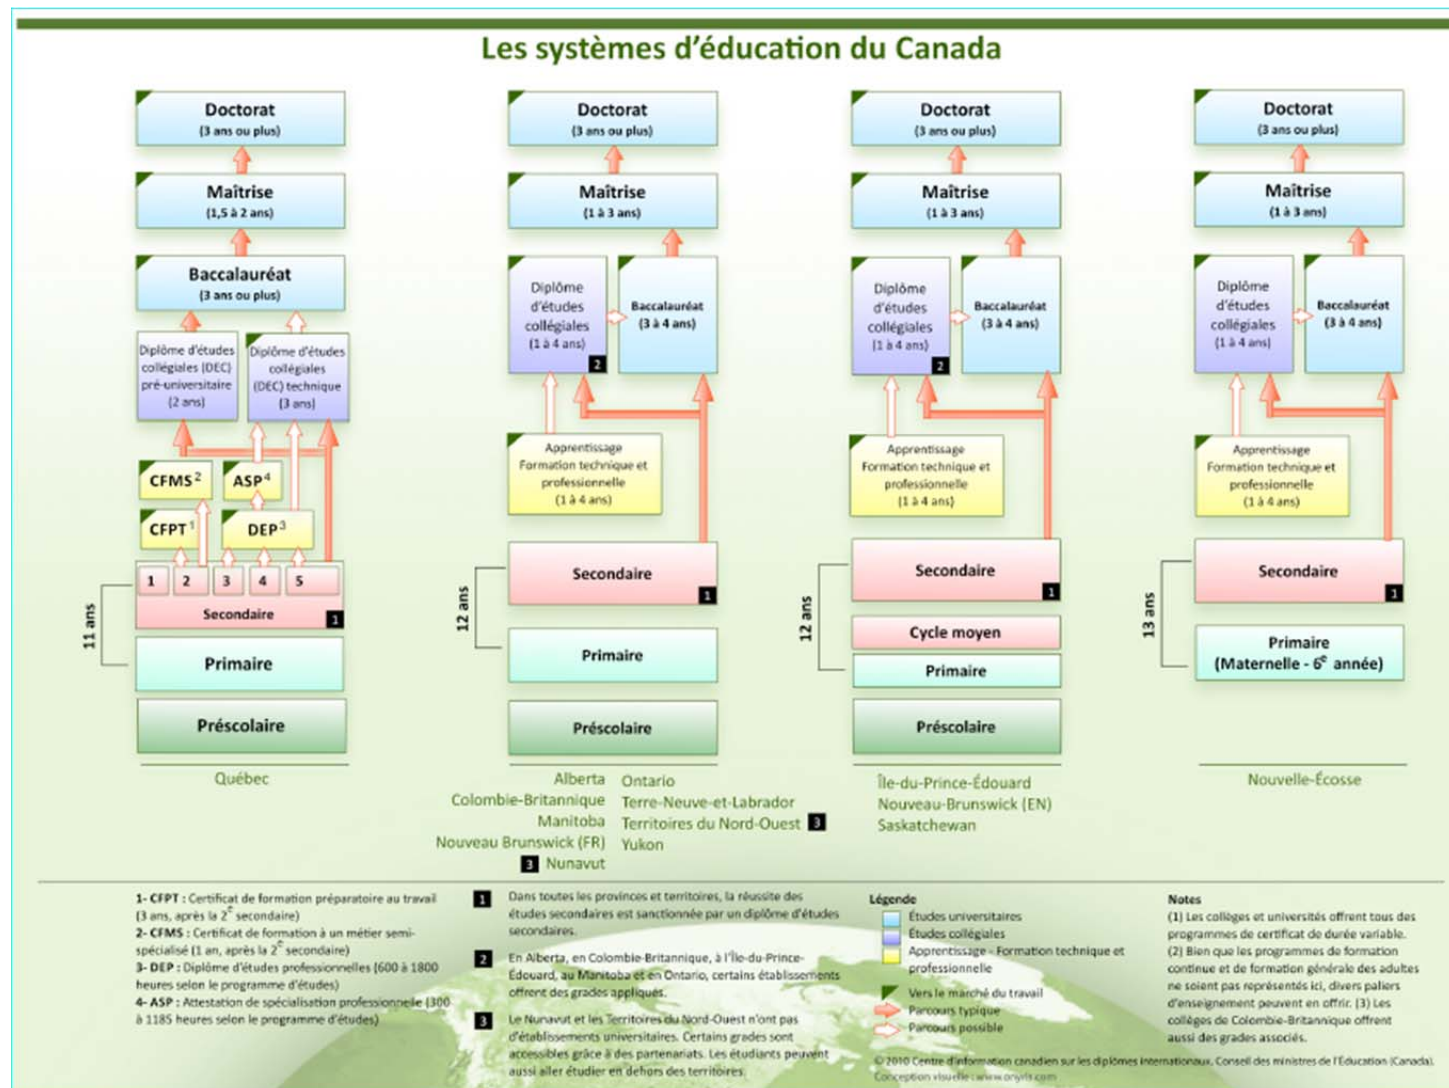 Les systèmes d'éducation du Canada
Doctorat
(3 ans ou plus)
Maîtrise
(1,5 à 2 ans)
Baccalauréat
(3 ans ou plus)
Diplôme d'études
collégiales (DEC)
pré-universitaire
(2 ans)
Diplôme d'études
collégiales
(DEC) technique
(3 ans)
CFMS2
ASP4
CFPT1
DEP3
1 2 3 4 5
Secondaire
1
11 ans
Primaire
Préscolaire
Québec
Doctorat
(3 ans ou plus)
Maîtrise
(1 à 3 ans)
Diplôme
d'études
collégiales
(1 à 4 ans)
2
Baccalauréat
(3 à 4 ans)
Apprentissage
Formation technique et
professionnelle
(1 à 4 ans)
Secondaire
1
12 ans
Primaire
Préscolaire
Alberta
Colombie-Britannique
Manitoba
Nouveau Brunswick (FR)
3 Nunavut
Ontario
Terre-Neuve-et-Labrador
Territoires du Nord-Ouest 3
Yukon
Doctorat
(3 ans ou plus)
Maîtrise
(1 à 3 ans)
Diplôme
d'études
collégiales
(1 à 4 ans)
2
Baccalauréat
(3 à 4 ans)
Apprentissage
Formation technique et
professionnelle
(1 à 4 ans)
Secondaire
1
12 ans
Cycle moyen
Primaire
Préscolaire
Île-du-Prince-Édouard
Nouveau-Brunswick (EN)
Saskatchewan
Doctorat
(3 ans ou plus)
Maîtrise
(1 à 3 ans)
Diplôme
d'études
collégiales
(1 à 4 ans)
Baccalauréat
(3 à 4 ans)
Apprentissage
Formation technique et
professionnelle
(1 à 4 ans)
Secondaire
1
13 ans
Primaire
(Maternelle - 6e année)
Nouvelle-Écosse
1- CFPT : Certificat de formation préparatoire au travail
(3 ans, après la 2e secondaire)
2- CFMS : Certificat de formation à un métier semi-
spécialisé (1 an, après la 2e secondaire)
3- DEP : Diplôme d'études professionnelles (600 à 1800
heures selon le programme d'études)
4- ASP : Attestation de spécialisation professionnelle (300
à 1185 heures selon le programme d'études)
1 Dans toutes les provinces et territoires, la réussite des
études secondaires est sanctionnée par un diplôme d'études
secondaires.
2 En Alberta, en Colombie-Britannique, à l'Île-du-Prince-
Édouard, au Manitoba et en Ontario, certains établissements
offrent des grades appliqués.
3 Le Nunavut et les Territoires du Nord-Ouest n'ont pas
d'établissements universitaires. Certains grades sont
accessibles grâce à des partenariats. Les étudiants peuvent
aussi aller étudier en dehors des territoires.
Légende
Études universitaires
Études collégiales
Apprentissage - Formation technique et
professionnelle
Vers le marché du travail
Parcours typique
Parcours possible
Notes
(1) Les collèges et universités offrent tous des
programmes de certificat de durée variable.
(2) Bien que les programmes de formation
continue et de formation générale des adultes
ne soient pas représentés ici, divers paliers
d'enseignement peuvent en offrir. (3) Les
collèges de Colombie-Britannique offrent
aussi des grades associés.
© 2010 Centre d'information canadien sur les diplômes internationaux. Conseil des ministres de l'Éducation (Canada).
Conception visuelle : www.onyris.com